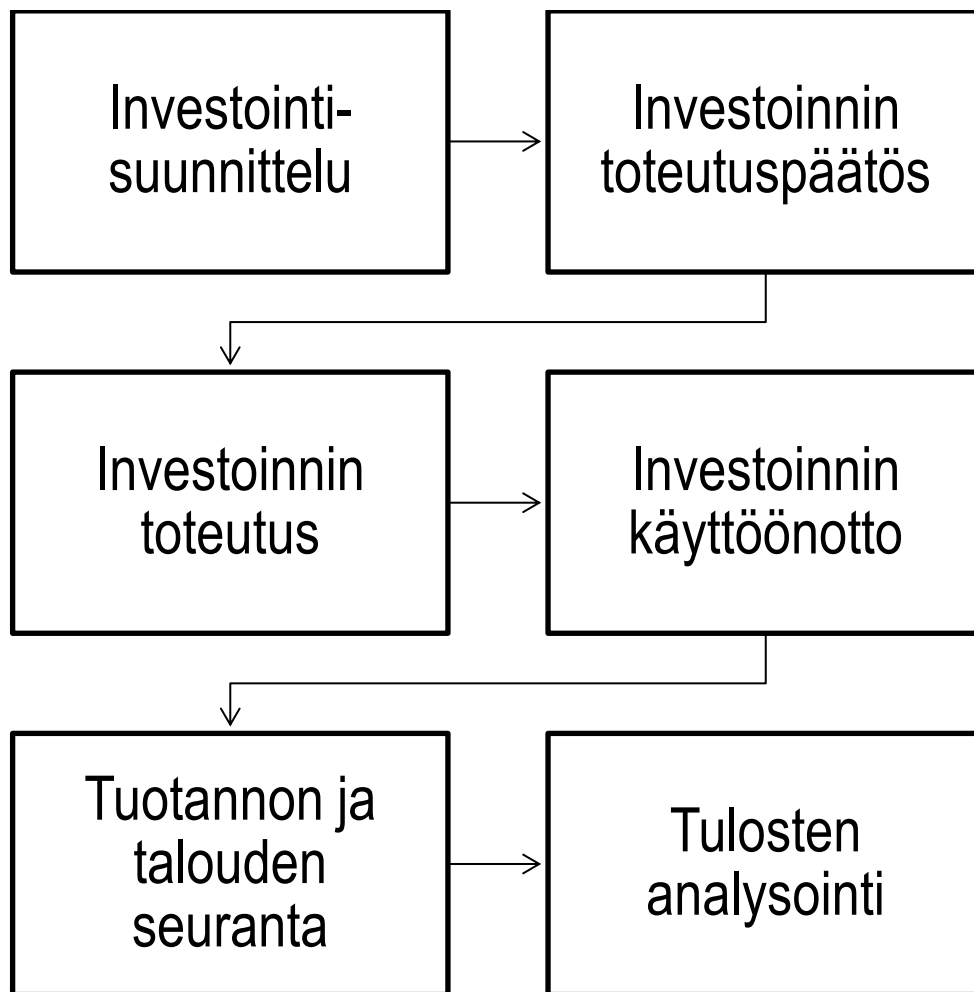 Investointi-
suunnittelu
Investoinnin
toteutuspäätös
Investoinnin
toteutus
Investoinnin
käyttöönotto
Tuotannon ja
talouden
seuranta
Tulosten
analysointi